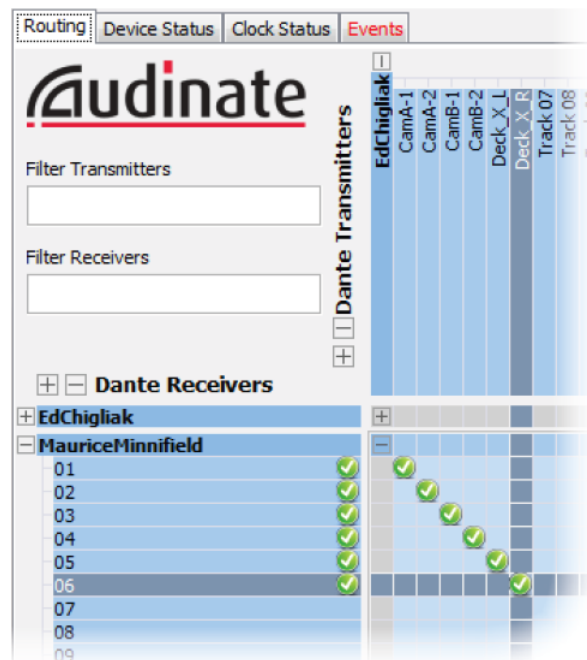 Routing
Device Status
Clock Status
Events
Audinate
Filter Transmitters
Filter Receivers
Dante Transmitters
EdChigliak
CamA-1
CamA-2
CamB-1
CamB-2
Deck_X_L
Deck_X_R
Track 07
Track 08
Dante Receivers
EdChigliak
MauriceMinnifield
01
02
03
04
05
06
07
08
09